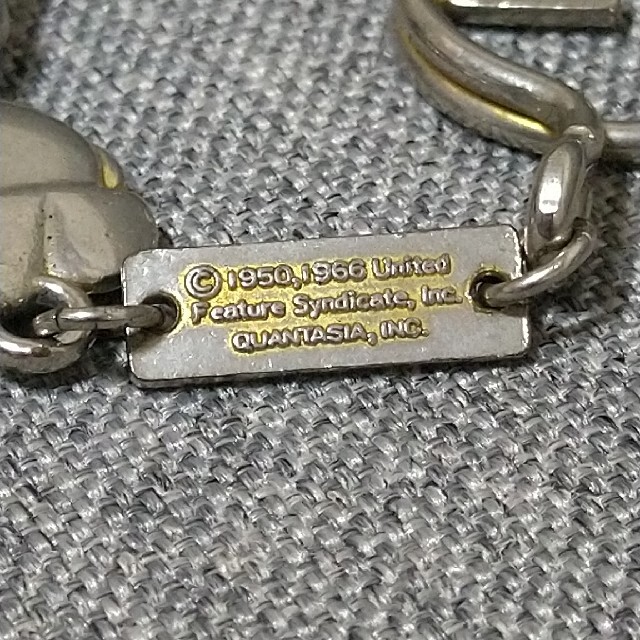 © 1950, 1966 United
Feature Syndicate, Inc.
QUANTASIA, INC.